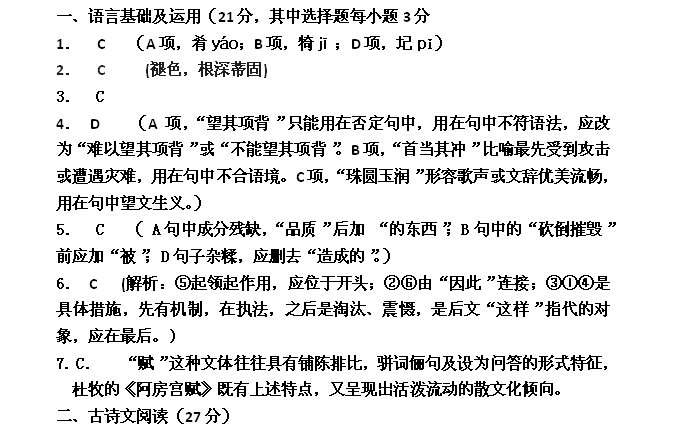 一、语言基础及运用（21分，其中选择题每小题 3分
1. C （A 项，肴 yáo；B 项，犄 jī ；D 项，圮 pǐ）
2. C (褪色，根深蒂固)
3. C
4. D （A 项，“望其项背 ”只能用在否定句中，用在句中不符语法，应改
为“难以望其项背 ”或“不能望其项背 ”。B 项，“首当其冲 ”比喻最先受到攻击
或遭遇灾难，用在句中不合语境。C 项，“珠圆玉润 ”形容歌声或文辞优美流畅，
用在句中望文生义。）
5. C （ A 句中成分残缺，“品质 ”后加 “的东西 ”；B 句中的“砍倒摧毁 ”
前应加“被 ”；D 句子杂糅，应删去“造成的 ”。）
6. C (解析：⑤起领起作用，应位于开头；②⑥由“因此 ”连接；③①④是
具体措施，先有机制，在执法，之后是淘汰、震慑，是后文“这样 ”指代的对
象，应在最后。）
7. C. “赋 ”这种文体往往具有铺陈排比，骈词俪句及设为问答的形式特征，
杜牧的《阿房宫赋》既有上述特点，又呈现出活泼流动的散文化倾向。
二、古诗文阅读（27 分）